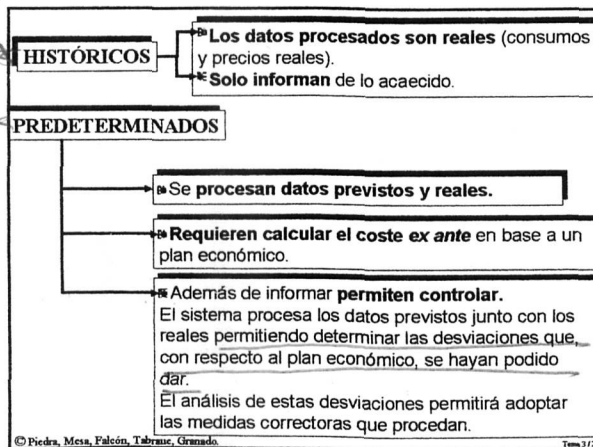 HISTÓRICOS
Los datos procesados son reales (consumos
y precios reales).
Solo informan de lo acaecido.
PREDETERMINADOS
Se procesan datos previstos y reales.
Requieren calcular el coste ex ante en base a un
plan económico.
Además de informar permiten controlar.
El sistema procesa los datos previstos junto con los
reales permitiendo determinar las desviaciones que,
con respecto al plan económico, se hayan podido
dar.
El análisis de estas desviaciones permitirá adoptar
las medidas correctoras que procedan.
© Piedra, Mesa, Falcón, Tabraue, Granado.
Tema 3/2